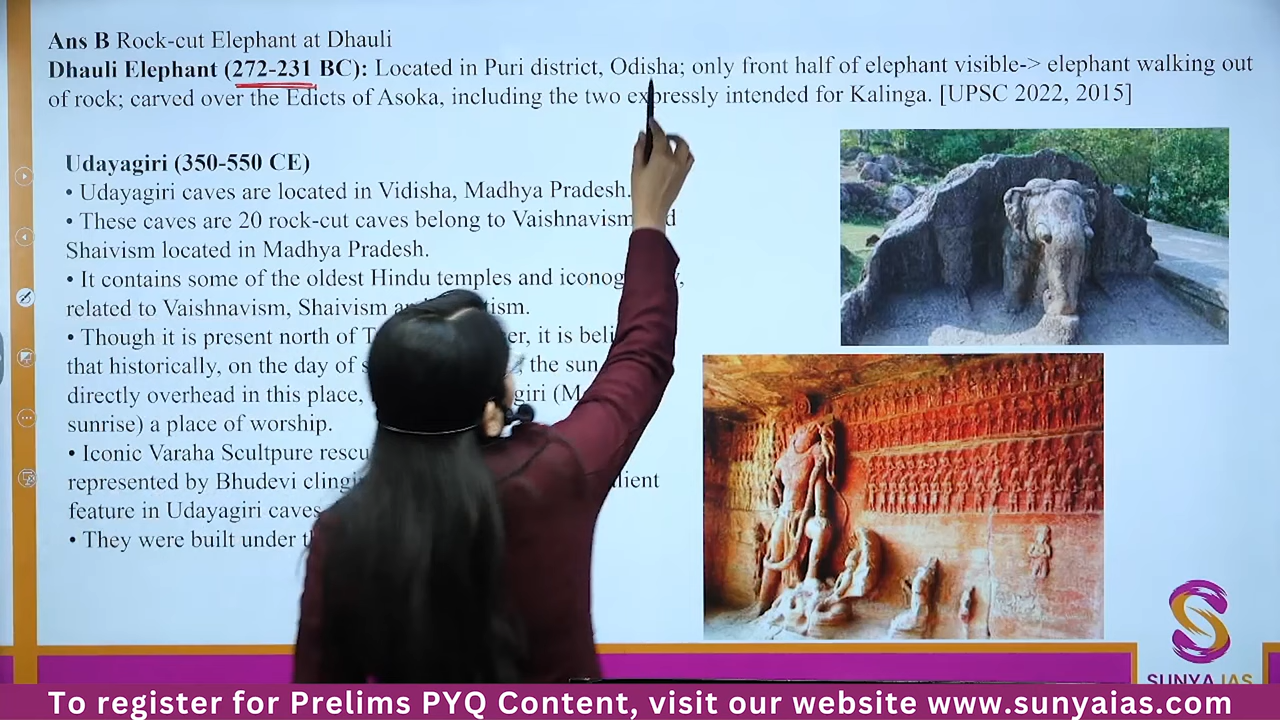 Ans B Rock-cut Elephant at Dhauli
Dhauli Elephant (272-231 BC): Located in Puri district, Odisha; only front half of elephant visible-> elephant walking out
of rock; carved over the Edicts of Asoka, including the two expressly intended for Kalinga. [UPSC 2022, 2015]
Udayagiri (350-550 CE)
• Udayagiri caves are located in Vidisha, Madhya Pradesh.
• These caves are 20 rock-cut caves belong to Vaishnavism
Shaivism located in Madhya Pradesh.
• It contains some of the oldest Hindu temples and
related to Vaishnavism, Shaivism
• Though it is present north of it is
that historically, on the day of the sun
directly overhead in this place,
sunrise) a place of worship.
• Iconic Varaha Scultpure
represented by Bhudevi
feature in Udayagiri caves
• They were built under
SUNYA IAS
To register for Prelims PYQ Content, visit our website www.sunyaias.com